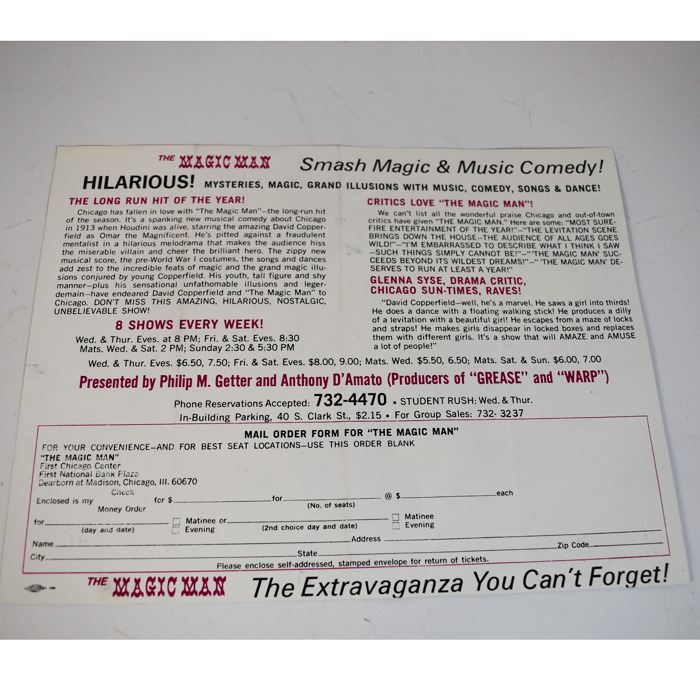 THE MAGIC MAN Smash Magic & Music Comedy!
HILARIOUS! MYSTERIES, MAGIC, GRAND ILLUSIONS WITH MUSIC, COMEDY, SONGS & DANCE!
THE LONG RUN HIT OF THE YEAR!
Chicago has fallen in love with "The Magic Man"—the long-run hit
of the season. It's a spanking new musical comedy about Chicago
in 1913 when Houdini was alive, starring the amazing David Copper-
field as Omar the Magnificent. He's pitted against a fraudulent
mentalist in a hilarious melodrama that makes the audience hiss
the miserable villain and cheer the brilliant hero. The zippy new
musical score, the pre-World War I costumes, the songs and dances
add zest to the incredible feats of magic and the grand magic illu-
sions conjured by young Copperfield. His youth, tall figure and shy
manner—plus his sensational unfathomable illusions and leger-
demain—have endeared David Copperfield and "The Magic Man" to
Chicago. DON'T MISS THIS AMAZING, HILARIOUS, NOSTALGIC,
UNBELIEVABLE SHOW!
8 SHOWS EVERY WEEK!
Wed. & Thur. Eves. at 8 PM; Fri. & Sat. Eves. 8:30
Mats. Wed. & Sat. 2 PM; Sunday 2:30 & 5:30 PM
CRITICS LOVE "THE MAGIC MAN"!
We can't list all the wonderful praise Chicago and out-of-town
critics have given "THE MAGIC MAN." Here are some: "MOST SURE-
FIRE ENTERTAINMENT OF THE YEAR!"—"THE LEVITATION SCENE
BRINGS DOWN THE HOUSE—THE AUDIENCE OF ALL AGES GOES
WILD!"—"I'M EMBARRASSED TO DESCRIBE WHAT I THINK I SAW
—SUCH THINGS SIMPLY CANNOT BE!"—"'THE MAGIC MAN' SUC-
CEEDS BEYOND ITS WILDEST DREAMS!"—"'THE MAGIC MAN' DE-
SERVES TO RUN AT LEAST A YEAR!"
GLENNA SYSE, DRAMA CRITIC,
CHICAGO SUN-TIMES, RAVES!
"David Copperfield—well, he's a marvel. He saws a girl into thirds!
He does a dance with a floating walking stick! He produces a dilly
of a levitation with a beautiful girl! He escapes from a maze of locks
and straps! He makes girls disappear in locked boxes and replaces
them with different girls. It's a show that will AMAZE and AMUSE
a lot of people!"
Wed. & Thur. Eves. $6.50, 7.50; Fri. & Sat. Eves. $8.00, 9.00; Mats. Wed. $5.50, 6.50; Mats. Sat. & Sun. $6.00, 7.00
Presented by Philip M. Getter and Anthony D'Amato (Producers of "GREASE" and "WARP")
Phone Reservations Accepted: 732-4470 • STUDENT RUSH: Wed. & Thur.
In-Building Parking, 40 S. Clark St., $2.15 • For Group Sales: 732-3237
MAIL ORDER FORM FOR "THE MAGIC MAN"
FOR YOUR CONVENIENCE—AND FOR BEST SEAT LOCATIONS—USE THIS ORDER BLANK
"THE MAGIC MAN"
First Chicago Center
First National Bank Plaza
Dearborn at Madison, Chicago, Ill. 60670
Check
Enclosed is my for $ for @ $ each
Money Order (No. of seats)
for Matinee or Matinee
(day and date) Evening (2nd choice day and date) Evening
Name Address
City State Zip Code
Please enclose self-addressed, stamped envelope for return of tickets.
THE MAGIC MAN The Extravaganza You Can't Forget!